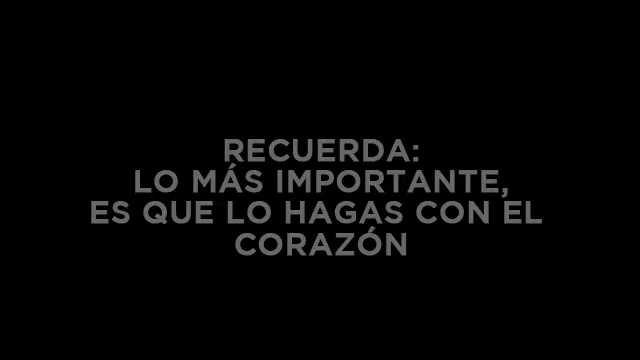 RECUERDA:
LO MÁS IMPORTANTE,
ES QUE LO HAGAS CON EL
CORAZÓN